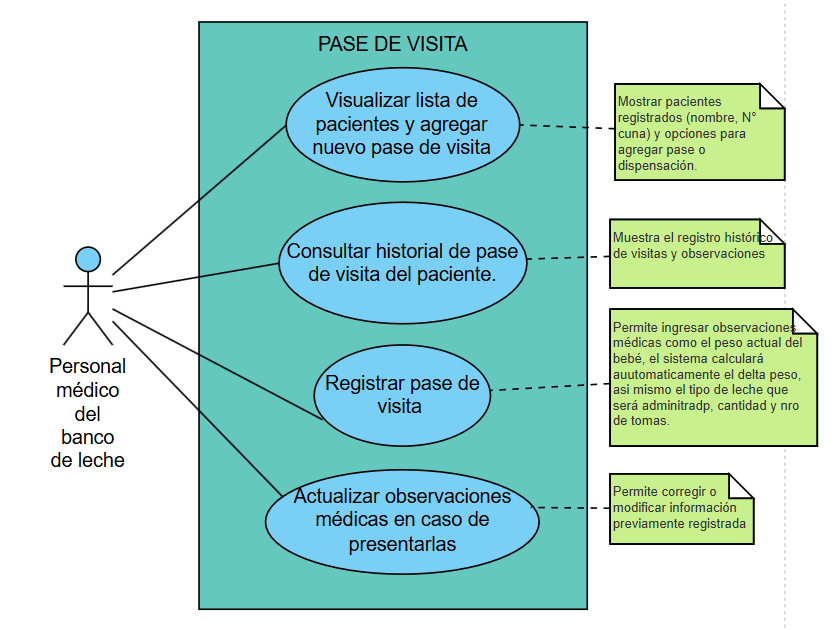 PASE DE VISITA
Visualizar lista de
pacientes y agregar
nuevo pase de visita
Mostrar pacientes
registrados (nombre, N°
cuna) y opciones para
agregar pase o
dispensación.
Consultar historial de pase
de visita del paciente.
Muestra el registro histórico
de visitas y observaciones
Personal
médico
del
banco
de leche
Registrar pase de
visita
Permite ingresar observaciones
médicas como el peso actual del
bebé, el sistema calculará
auutomaticamente el delta peso,
asi mismo el tipo de leche que
será adminitradp, cantidad y nro
de tomas.
Actualizar observaciones
médicas en caso de
presentarlas
Permite corregir o
modificar información
previamente registrada